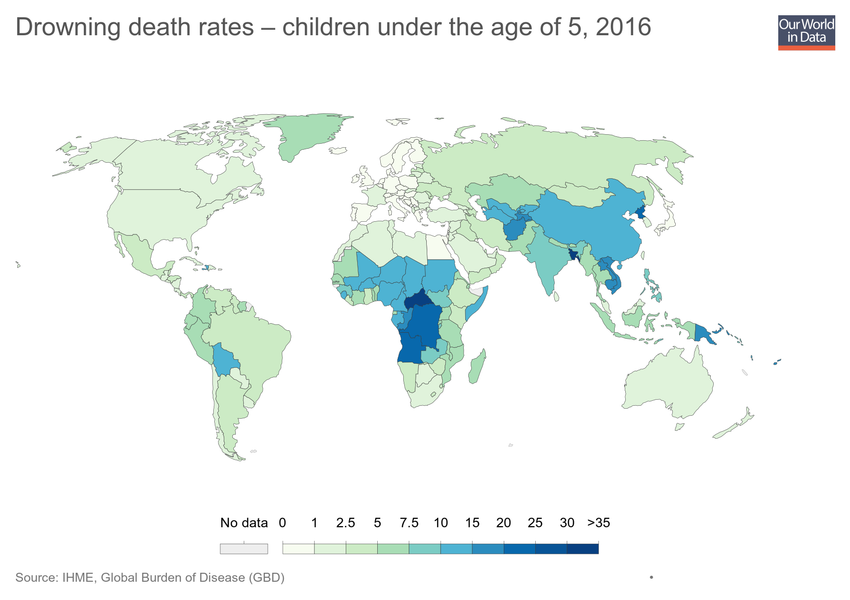 Drowning death rates – children under the age of 5, 2016
Our World
in Data
No data 0 1 2.5 5 7.5 10 15 20 25 30 >35
Source: IHME, Global Burden of Disease (GBD)
•